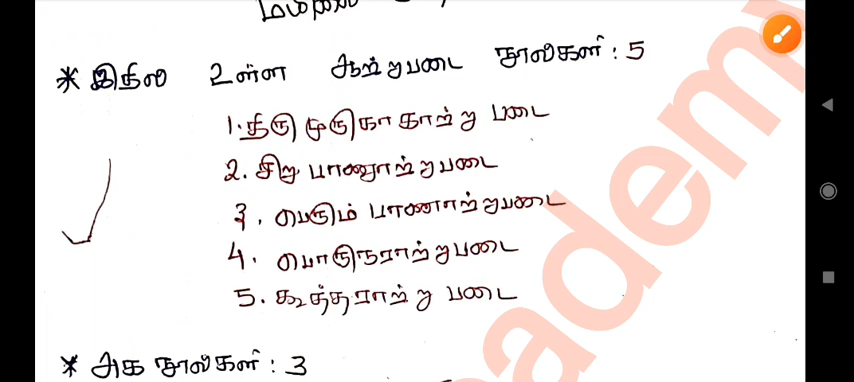 * இதில் உள்ள ஆற்றுபடை நூல்கள் : 5
1. திரு முருகா காற்று படை
2. சிறு பாணாற்றுபடை
3. பெரும் பாணாற்றுபடை
4. பொருநராற்றுபடை
5. கூத்தராற்று படை
* அக நூல்கள் : 3